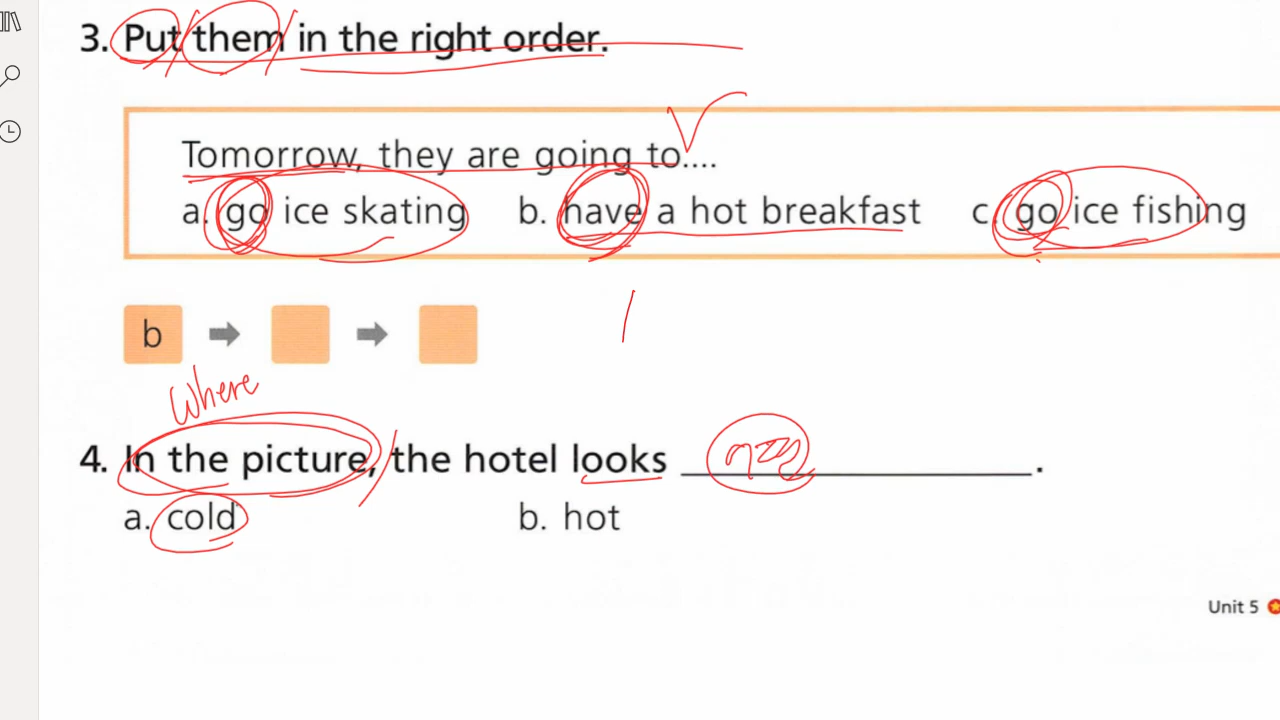 3. Put them in the right order.
Tomorrow, they are going to....
a. go ice skating b. have a hot breakfast c. go ice fishing
b
Where
4. In the picture, the hotel looks ____________.
a. cold b. hot
Unit 5